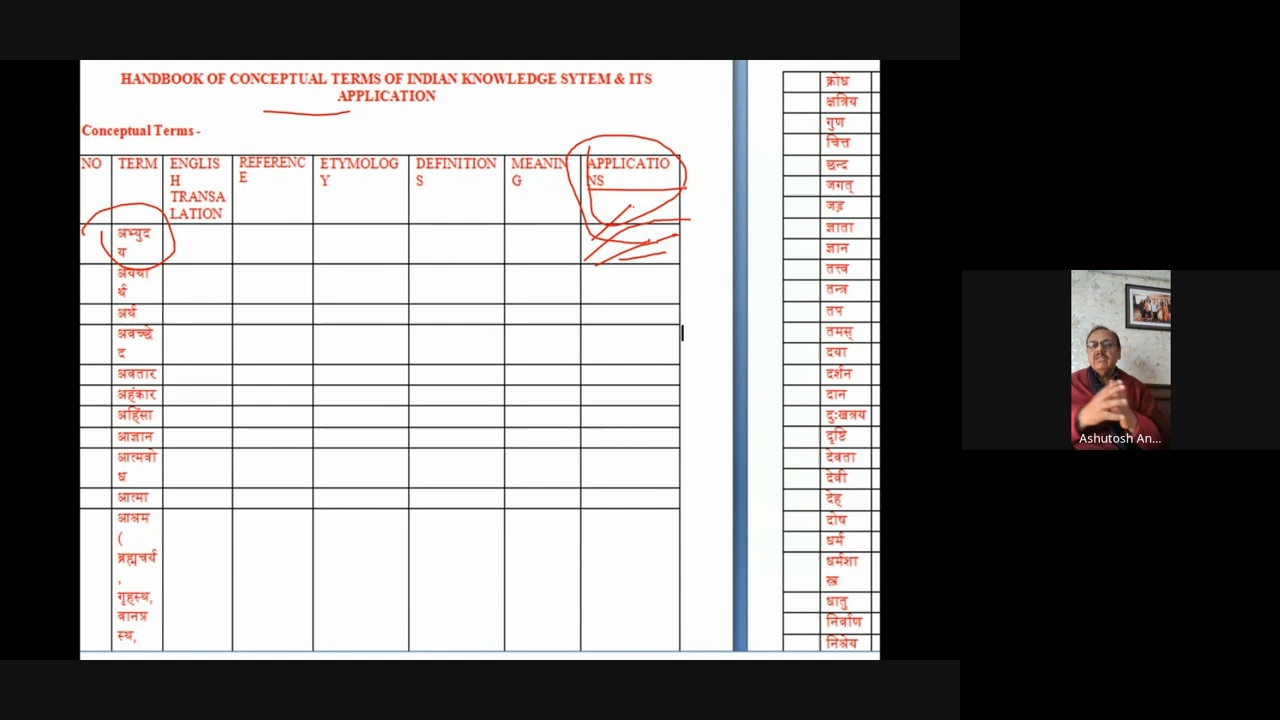 HANDBOOK OF CONCEPTUAL TERMS OF INDIAN KNOWLEDGE SYTEM & ITS
APPLICATION
Conceptual Terms -
NO
TERM
ENGLIS
H
TRANSA
LATION
REFERENC
E
ETYMOLOG
Y
DEFINITION
S
MEANIN
G
APPLICATIO
NS
अभ्युद
य
अयथा
र्थ
अर्थ
अवच्छे
द
अवतार
अहंकार
अहिंसा
आज्ञान
आत्मबो
ध
आत्मा
आश्रम
(
ब्रह्मचर्य
,
गृहस्थ,
वानप्र
स्थ,
क्रोध
क्षत्रिय
गुण
चित्त
छन्द
जगत्
जड़
ज्ञाता
ज्ञान
तत्त्व
तन्त्र
तप
तमस्
दया
दर्शन
दान
दुःखत्रय
दृष्टि
देवता
देवी
देह
दोष
धर्म
धर्मशा
स्त्र
धातु
निर्वाण
निश्रेय
Ashutosh An...